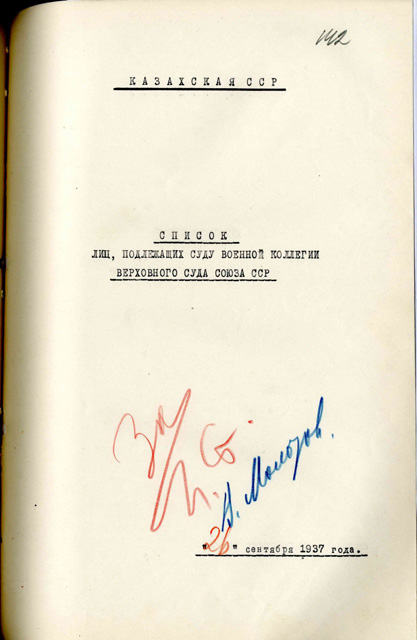 142
КАЗАХСКАЯ ССР
СПИСОК
ЛИЦ, ПОДЛЕЖАЩИХ СУДУ ВОЕННОЙ КОЛЛЕГИИ
ВЕРХОВНОГО СУДА СОЮЗА ССР
За
И. Ст.
В. Молотов.
"26" сентября 1937 года.